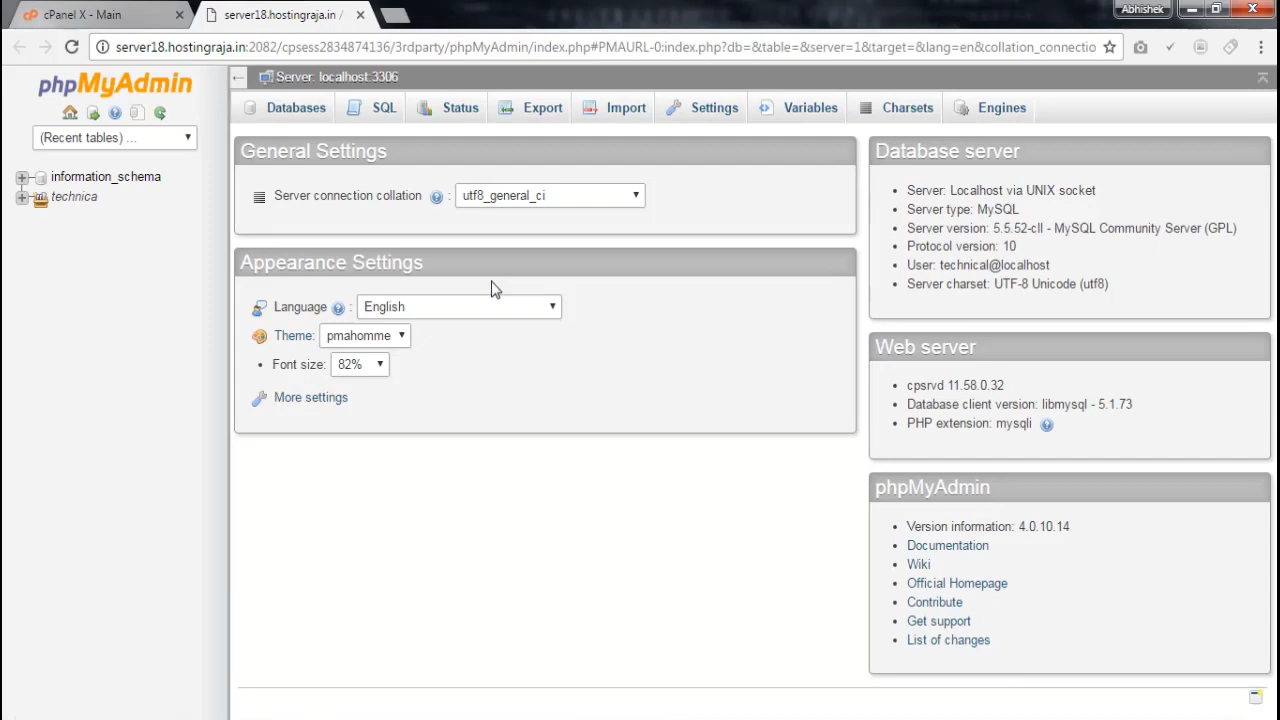 cPanel X - Main
server18.hostingraja.in /
Abhishek
server18.hostingraja.in:2082/cpsess2834874136/3rdparty/phpMyAdmin/index.php#PMAURL-0:index.php?db=&table=&server=1&target=&lang=en&collation_connectio
phpMyAdmin
(Recent tables) ...
information_schema
technica
Server: localhost:3306
Databases
SQL
Status
Export
Import
Settings
Variables
Charsets
Engines
General Settings
Server connection collation : utf8_general_ci
Appearance Settings
Language : English
Theme: pmahomme
• Font size: 82%
More settings
Database server
• Server: Localhost via UNIX socket
• Server type: MySQL
• Server version: 5.5.52-cll - MySQL Community Server (GPL)
• Protocol version: 10
• User: technical@localhost
• Server charset: UTF-8 Unicode (utf8)
Web server
• cpsrvd 11.58.0.32
• Database client version: libmysql - 5.1.73
• PHP extension: mysqli
phpMyAdmin
• Version information: 4.0.10.14
• Documentation
• Wiki
• Official Homepage
• Contribute
• Get support
• List of changes